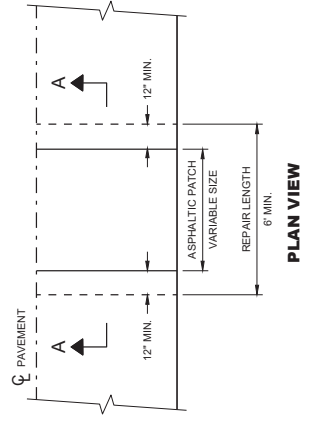 ℄ PAVEMENT
A
A
12" MIN.
12" MIN.
ASPHALTIC PATCH
VARIABLE SIZE
REPAIR LENGTH
6' MIN.
PLAN VIEW